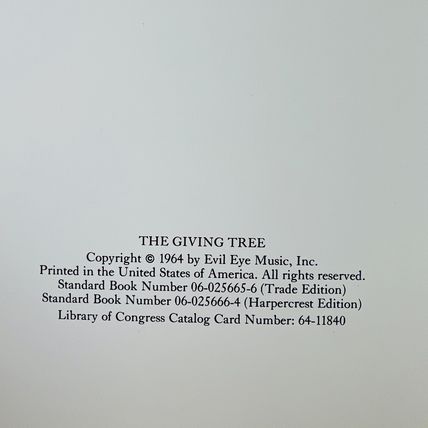 THE GIVING TREE
Copyright © 1964 by Evil Eye Music, Inc.
Printed in the United States of America. All rights reserved.
Standard Book Number 06-025665-6 (Trade Edition)
Standard Book Number 06-025666-4 (Harpercrest Edition)
Library of Congress Catalog Card Number: 64-11840